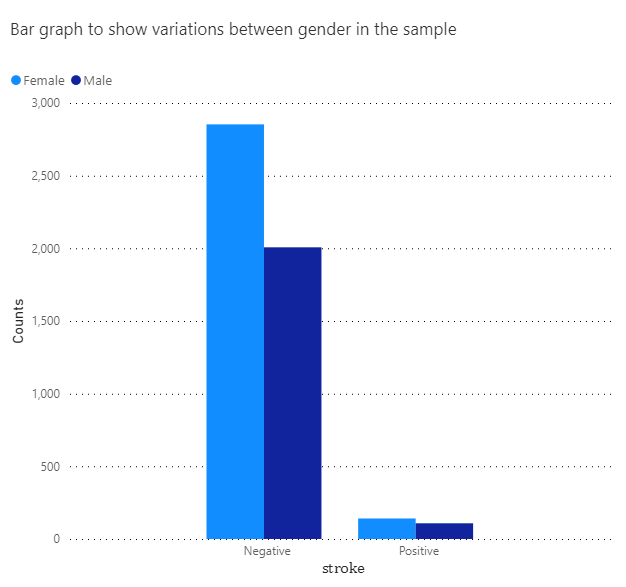 Bar graph to show variations between gender in the sample
Female Male
3,000
2,500
2,000
1,500
1,000
500
0
Counts
Negative Positive
stroke